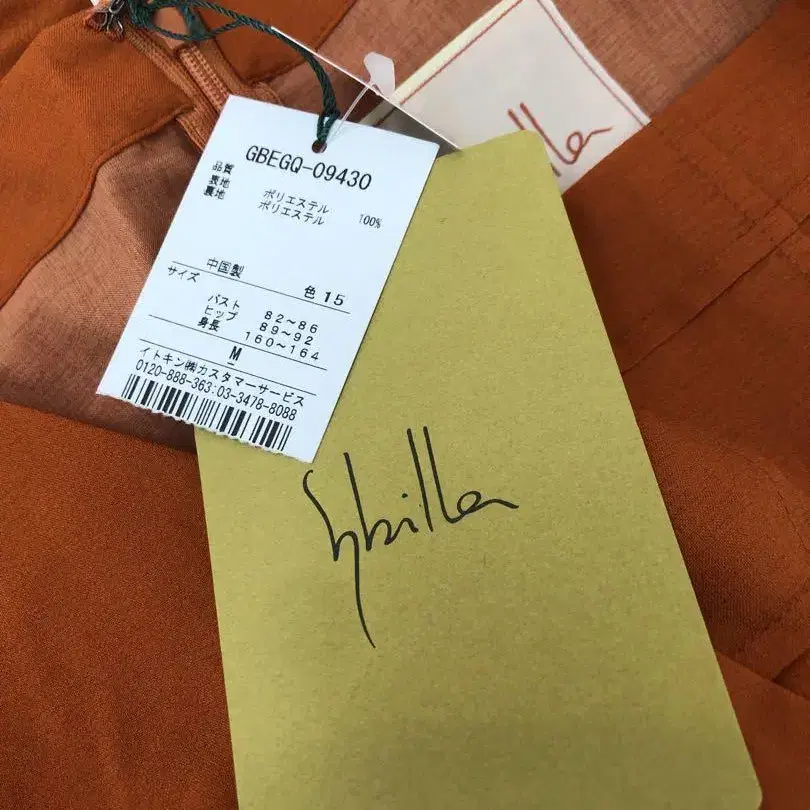 GBEGQ-09430
品質
表地 ポリエステル
裏地 ポリエステル 100%
中国製
サイズ 色 15
バスト 82~86
ヒップ 89~92
身長 160~164
M
イトキン㈱カスタマーサービス
0120-888-363:03-3478-8088
Sybilla